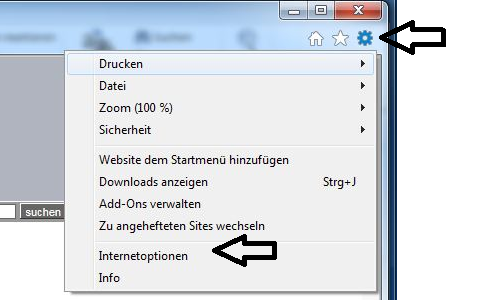 Drucken
Datei
Zoom (100 %)
Sicherheit
Website dem Startmenü hinzufügen
Downloads anzeigen Strg+J
Add-Ons verwalten
Zu angehefteten Sites wechseln
suchen
Internetoptionen
Info